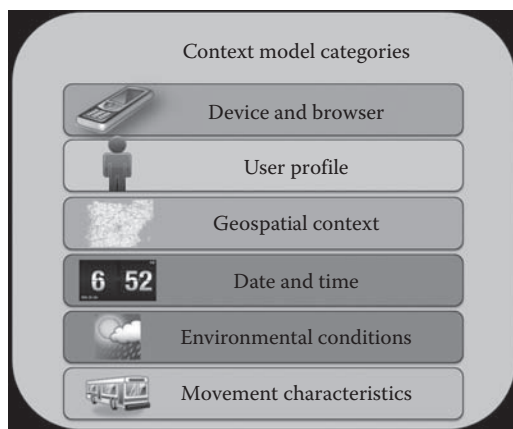 Context model categories
Device and browser
User profile
Geospatial context
6 52
Date and time
Environmental conditions
Movement characteristics